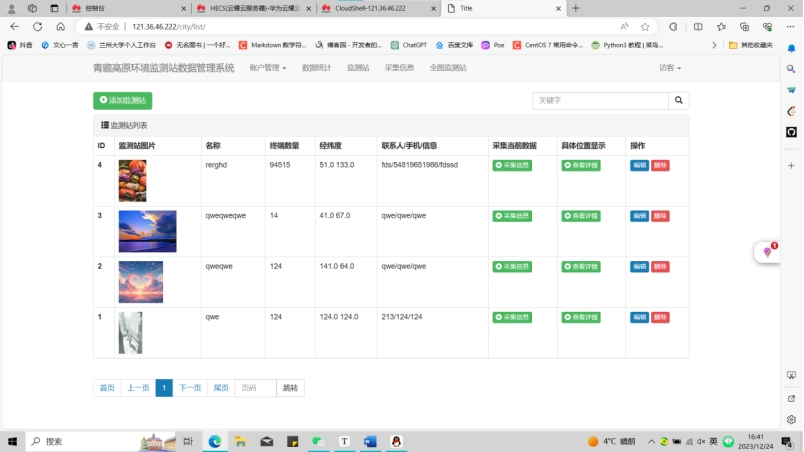 控制台
HECS(云耀云服务器)-华为云耀
CloudShell-121.36.46.222
Title
不安全
121.36.46.222/city/list/
抖音
文心一言
兰州大学个人工作台
无名图书 | 一个好...
Markdown 数学符...
博客园 - 开发者的...
ChatGPT
百度文库
Poe
CentOS 7 常用命令...
Python3 教程 | 菜鸟...
其他收藏夹
青藏高原环境监测站数据管理系统
账户管理
数据统计
监测站
采集信息
全国监测站
访客
添加监测站
关键字
监测站列表
ID 监测站图片 名称 终端数量 经纬度 联系人/手机/信息 采集当前数据 具体位置显示 操作
4 rerghd 94515 51.0 133.0 fds/54819651986/fdssd 采集信息 查看详情 编辑 删除
3 qweqweqwe 14 41.0 67.0 qwe/qwe/qwe 采集信息 查看详情 编辑 删除
2 qweqwe 124 141.0 64.0 qwe/qwe/qwe 采集信息 查看详情 编辑 删除
1 qwe 124 124.0 124.0 213/124/124 采集信息 查看详情 编辑 删除
首页 上一页 1 下一页 尾页 页码 跳转
搜索
4°C 晴朗
英
16:41
2023/12/24